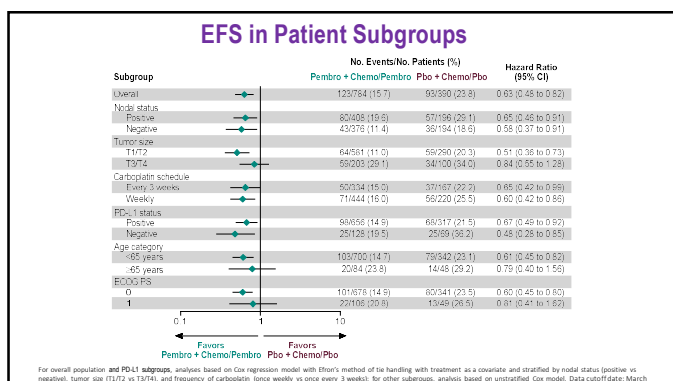 EFS in Patient Subgroups
No. Events/No. Patients (%)
Hazard Ratio
Subgroup Pembro + Chemo/Pembro Pbo + Chemo/Pbo (95% CI)
Overall 123/784 (15.7) 93/390 (23.8) 0.63 (0.48 to 0.82)
Nodal status
Positive 80/408 (19.6) 57/196 (29.1) 0.65 (0.46 to 0.91)
Negative 43/376 (11.4) 36/194 (18.6) 0.58 (0.37 to 0.91)
Tumor size
T1/T2 64/581 (11.0) 59/290 (20.3) 0.51 (0.36 to 0.73)
T3/T4 59/203 (29.1) 34/100 (34.0) 0.84 (0.55 to 1.28)
Carboplatin schedule
Every 3 weeks 50/334 (15.0) 37/167 (22.2) 0.65 (0.42 to 0.99)
Weekly 71/444 (16.0) 56/220 (25.5) 0.60 (0.42 to 0.86)
PD-L1 status
Positive 98/656 (14.9) 68/317 (21.5) 0.67 (0.49 to 0.92)
Negative 25/128 (19.5) 25/69 (36.2) 0.48 (0.28 to 0.85)
Age category
<65 years 103/700 (14.7) 79/342 (23.1) 0.61 (0.45 to 0.82)
≥65 years 20/84 (23.8) 14/48 (29.2) 0.79 (0.40 to 1.56)
ECOG PS
0 101/678 (14.9) 80/341 (23.5) 0.60 (0.45 to 0.80)
1 22/106 (20.8) 13/49 (26.5) 0.81 (0.41 to 1.62)
0.1 1 10
Favors Favors
Pembro + Chemo/Pembro Pbo + Chemo/Pbo
For overall population and PD-L1 subgroups, analyses based on Cox regression model with Efron's method of tie handling with treatment as a covariate and stratified by nodal status (positive vs
negative), tumor size (T1/T2 vs T3/T4), and frequency of carboplatin (once weekly vs once every 3 weeks); for other subgroups, analysis based on unstratified Cox model. Data cutoff date: March